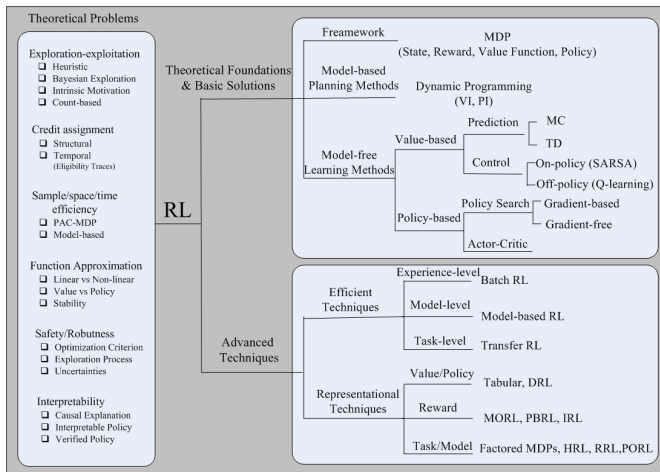 Theoretical Problems
Exploration-exploitation
Heuristic
Bayesian Exploration
Intrinsic Motivation
Count-based
Credit assignment
Structural
Temporal
(Eligibility Traces)
Sample/space/time
efficiency
PAC-MDP
Model-based
Function Approximation
Linear vs Non-linear
Value vs Policy
Stability
Safety/Robutness
Optimization Criterion
Exploration Process
Uncertainties
Interpretability
Causal Explanation
Interpretable Policy
Verified Policy
RL
Theoretical Foundations
& Basic Solutions
Freamework
MDP
(State, Reward, Value Function, Policy)
Model-based
Planning Methods
Dynamic Programming
(VI, PI)
Model-free
Learning Methods
Value-based
Prediction
MC
TD
Control
On-policy (SARSA)
Off-policy (Q-learning)
Policy-based
Policy Search
Gradient-based
Gradient-free
Actor-Critic
Advanced
Techniques
Efficient
Techniques
Experience-level
Batch RL
Model-level
Model-based RL
Task-level
Transfer RL
Representational
Techniques
Value/Policy
Tabular, DRL
Reward
MORL, PBRL, IRL
Task/Model
Factored MDPs, HRL, RRL,PORL